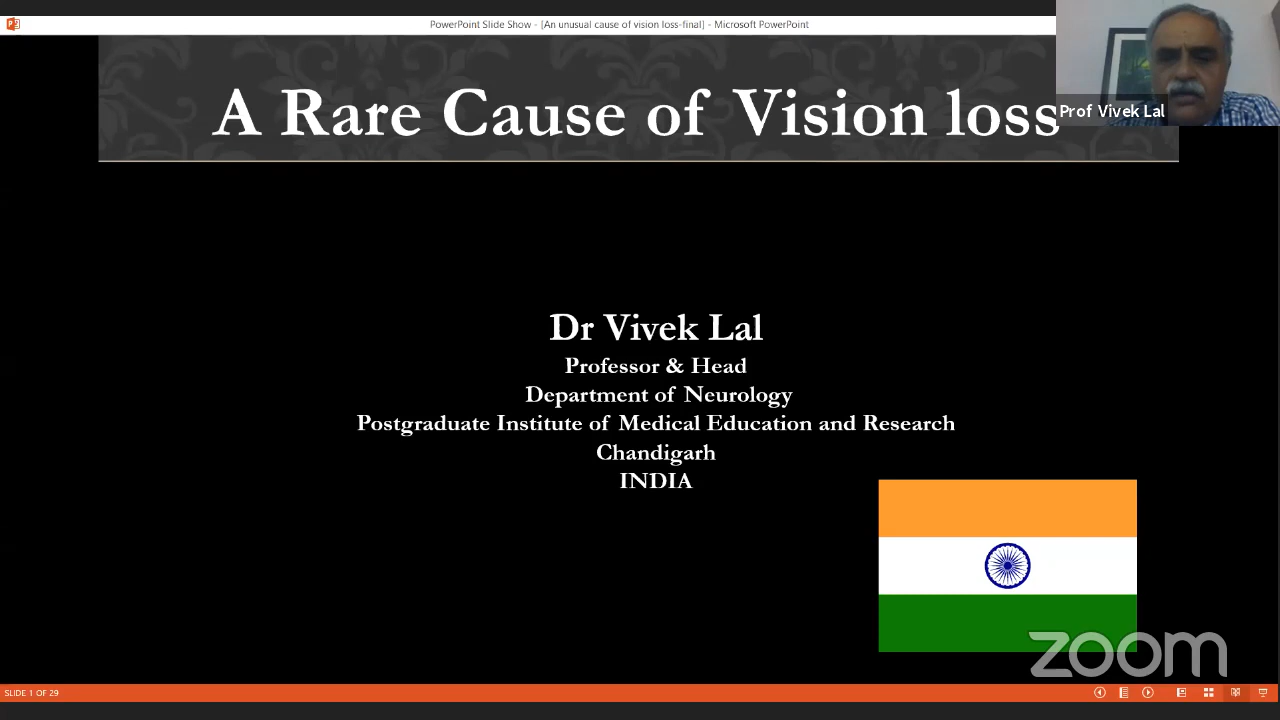 PowerPoint Slide Show - [An unusual cause of vision loss-final] - Microsoft PowerPoint
A Rare Cause of Vision loss
Prof Vivek Lal
Dr Vivek Lal
Professor & Head
Department of Neurology
Postgraduate Institute of Medical Education and Research
Chandigarh
INDIA
zoom
SLIDE 1 OF 29